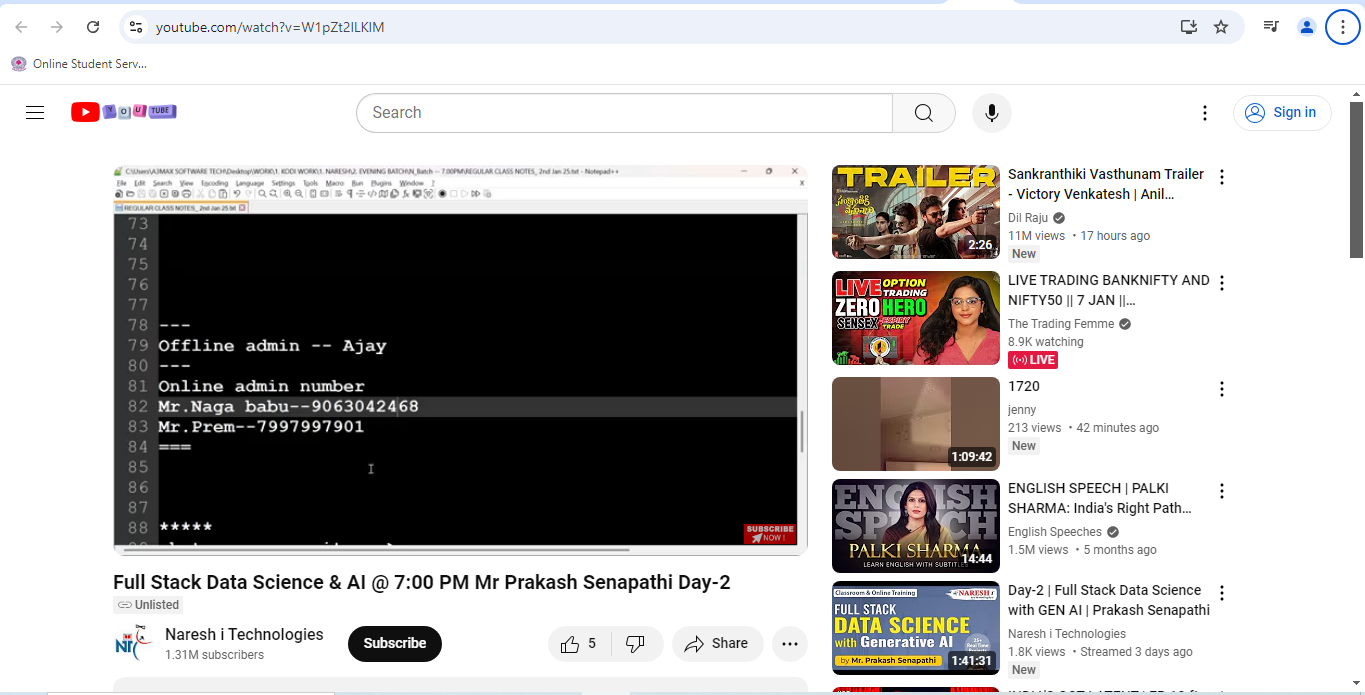 youtube.com/watch?v=W1pZt2ILKIM
Online Student Serv...
YOUTUBE
Search
Sign in
C:\Users\A3MAX SOFTWARE TECH\Desktop\WORK\1. KODI WORK\1. NARESH\2. EVENING BATCH\N_Batch -- 7.00PM\REGULAR CLASS NOTES_ 2nd Jan 25.txt - Notepad++
File Edit Search View Encoding Language Settings Tools Macro Run Plugins Window ?
REGULAR CLASS NOTES_ 2nd Jan 25.txt
73
74
75
76
77
78 ---
79 Offline admin -- Ajay
80 ---
81 Online admin number
82 Mr.Naga babu--9063042468
83 Mr.Prem--7997997901
84 ===
85
86
87
88 *****
SUBSCRIBE
NOW !
Full Stack Data Science & AI @ 7:00 PM Mr Prakash Senapathi Day-2
Unlisted
NIT
Naresh i Technologies
1.31M subscribers
Subscribe
5
Share
TRAILER
2:26
Sankranthiki Vasthunam Trailer
- Victory Venkatesh | Anil...
Dil Raju
11M views • 17 hours ago
New
LIVE OPTION
TRADING
ZERO HERO
SENSEX EXPIRY
TRADE
LIVE TRADING BANKNIFTY AND
NIFTY50 || 7 JAN ||...
The Trading Femme
8.9K watching
LIVE
1:09:42
1720
jenny
213 views • 42 minutes ago
New
ENGLISH
SPEECH
PALKI SHARMA
LEARN ENGLISH WITH SUBTITLES
14:44
ENGLISH SPEECH | PALKI
SHARMA: India's Right Path...
English Speeches
1.5M views • 5 months ago
Classroom & Online Training
NARESH i
FULL STACK
DATA SCIENCE
with Generative AI
by Mr. Prakash Senapathi
1:41:31
Day-2 | Full Stack Data Science
with GEN AI | Prakash Senapathi
Naresh i Technologies
1.8K views • Streamed 3 days ago
New